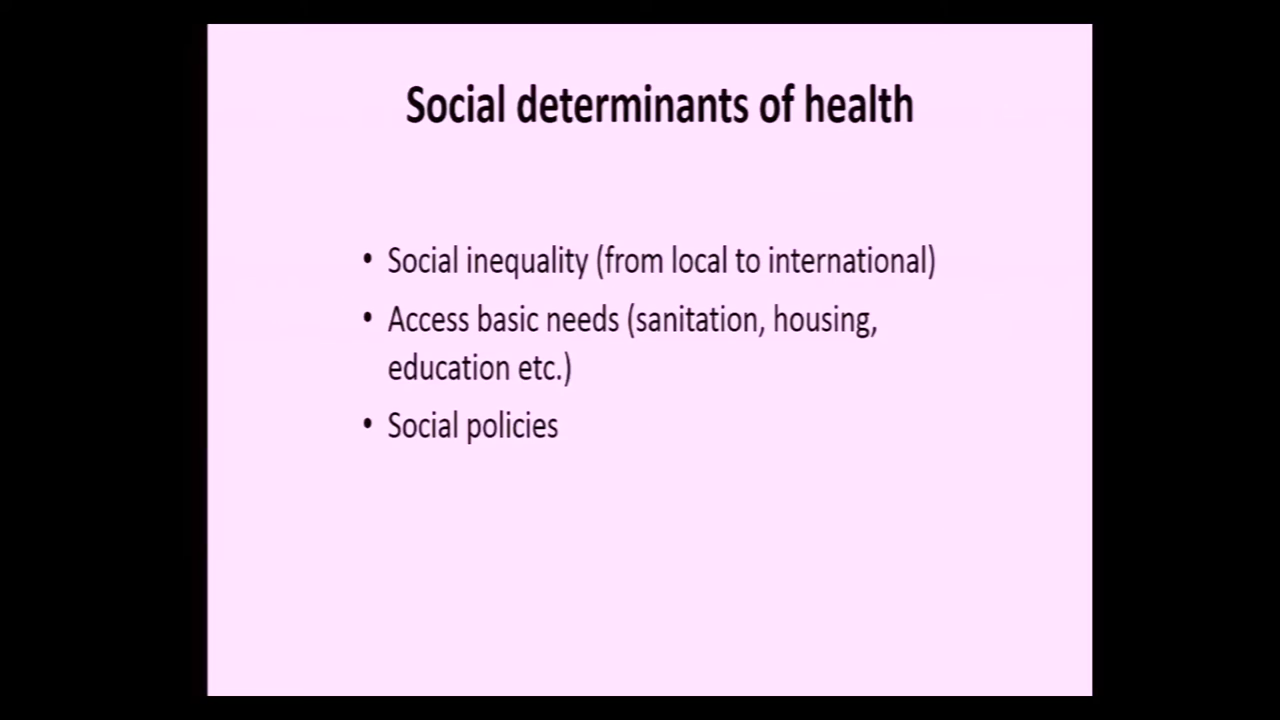 Social determinants of health
• Social inequality (from local to international)
• Access basic needs (sanitation, housing,
education etc.)
• Social policies